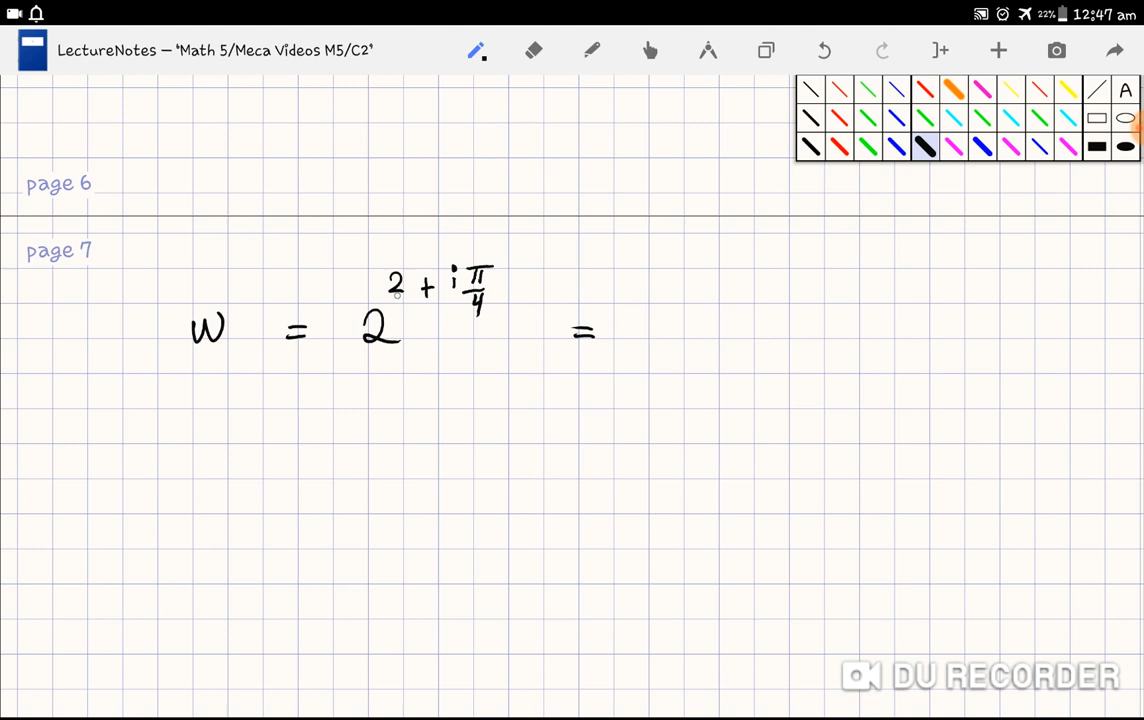 22% 12:47 am
LectureNotes – ‘Math 5/Meca Videos M5/C2’
A
page 6
page 7
w = 2^{2 + i π/4} =
DU RECORDER